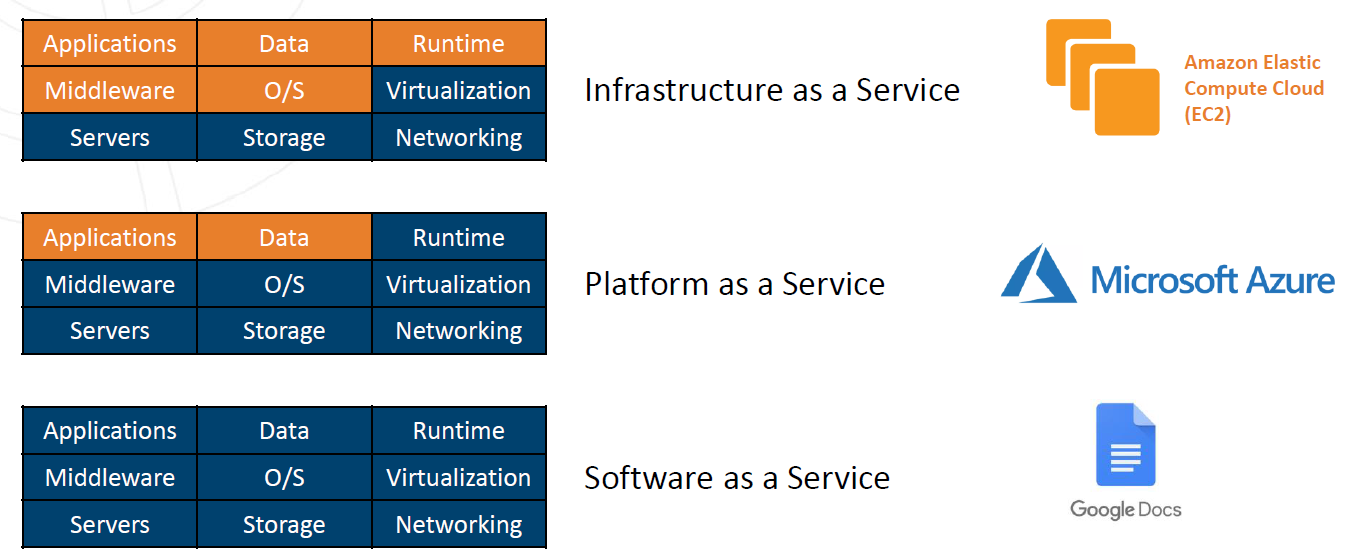 Applications Data Runtime
Middleware O/S Virtualization
Servers Storage Networking
Infrastructure as a Service
Amazon Elastic
Compute Cloud
(EC2)
Applications Data Runtime
Middleware O/S Virtualization
Servers Storage Networking
Platform as a Service
Microsoft Azure
Applications Data Runtime
Middleware O/S Virtualization
Servers Storage Networking
Software as a Service
Google Docs